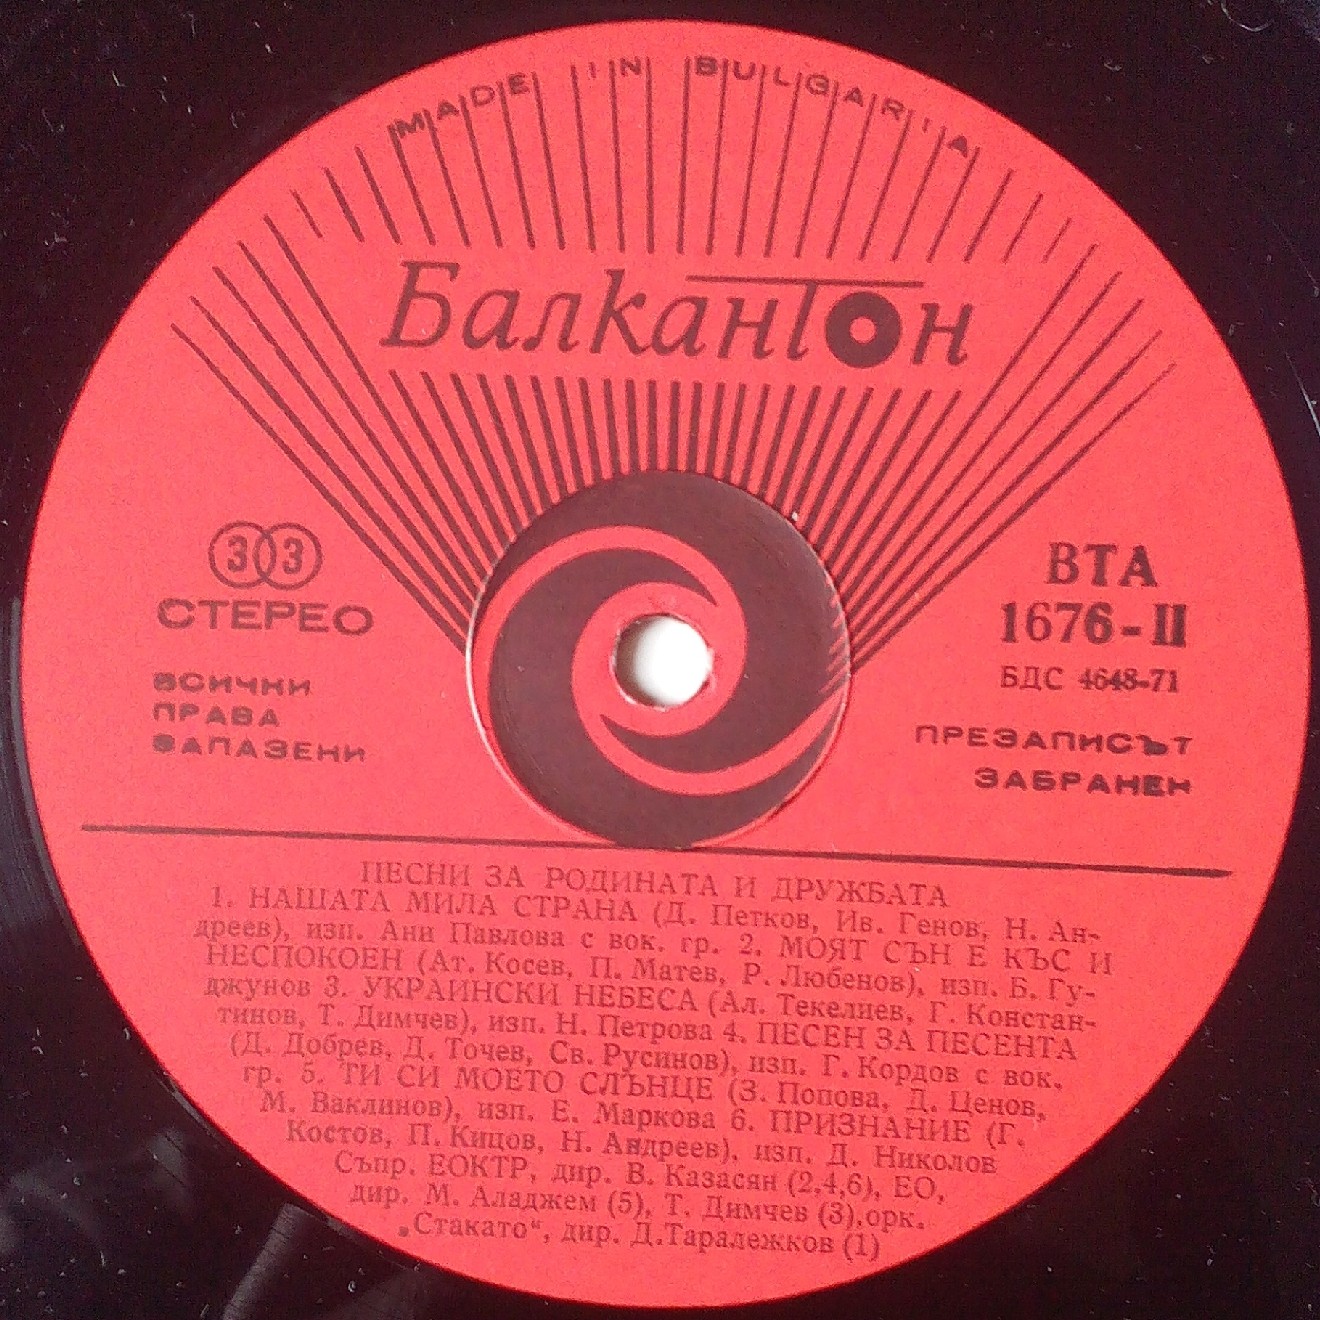 MADE IN BULGARIA
Балкантон
33
СТЕРЕО
ВСИЧКИ
ПРАВА
ЗАПАЗЕНИ
ВТА
1676-II
БДС 4648-71
ПРЕЗАПИСЪТ
ЗАБРАНЕН
ПЕСНИ ЗА РОДИНАТА И ДРУЖБАТА
1. НАШАТА МИЛА СТРАНА (Д. Петков, Ив. Генов, Н. Ан-
дреев), изп. Ани Павлова с вок. гр. 2. МОЯТ СЪН Е КЪС И
НЕСПОКОЕН (Ат. Косев, П. Матев, Р. Любенов), изп. Б. Гу-
джунов 3. УКРАИНСКИ НЕБЕСА (Ал. Текелиев, Г. Констан-
тинов, Т. Димчев), изп. Н. Петрова 4. ПЕСЕН ЗА ПЕСЕНТА
(Д. Добрев, Д. Точев, Св. Русинов), изп. Г. Кордов с вок.
гр. 5. ТИ СИ МОЕТО СЛЪНЦЕ (З. Попова, Д. Ценов,
М. Ваклинов), изп. Е. Маркова 6. ПРИЗНАНИЕ (Г.
Костов, П. Кицов, Н. Андреев), изп. Д. Николов
Съпр. ЕОКТР, дир. В. Казасян (2,4,6), ЕО,
дир. М. Аладжем (5), Т. Димчев (3),орк.
„Стакато“, дир. Д.Таралежков (1)